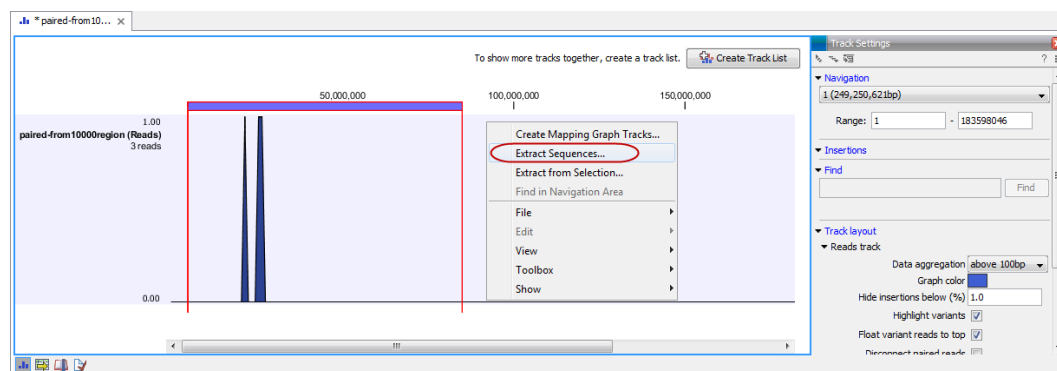 * paired-from10...
To show more tracks together, create a track list.
Create Track List
50,000,000
100,000,000
150,000,000
1.00
paired-from10000region (Reads)
3 reads
0.00
Create Mapping Graph Tracks...
Extract Sequences...
Extract from Selection...
Find in Navigation Area
File
Edit
View
Toolbox
Show
Track Settings
?
Navigation
1 (249,250,621bp)
Range: 1 - 183598046
Insertions
Find
Find
Track layout
Reads track
Data aggregation above 100bp
Graph color
Hide insertions below (%) 1.0
Highlight variants
Float variant reads to top
Disconnect paired reads